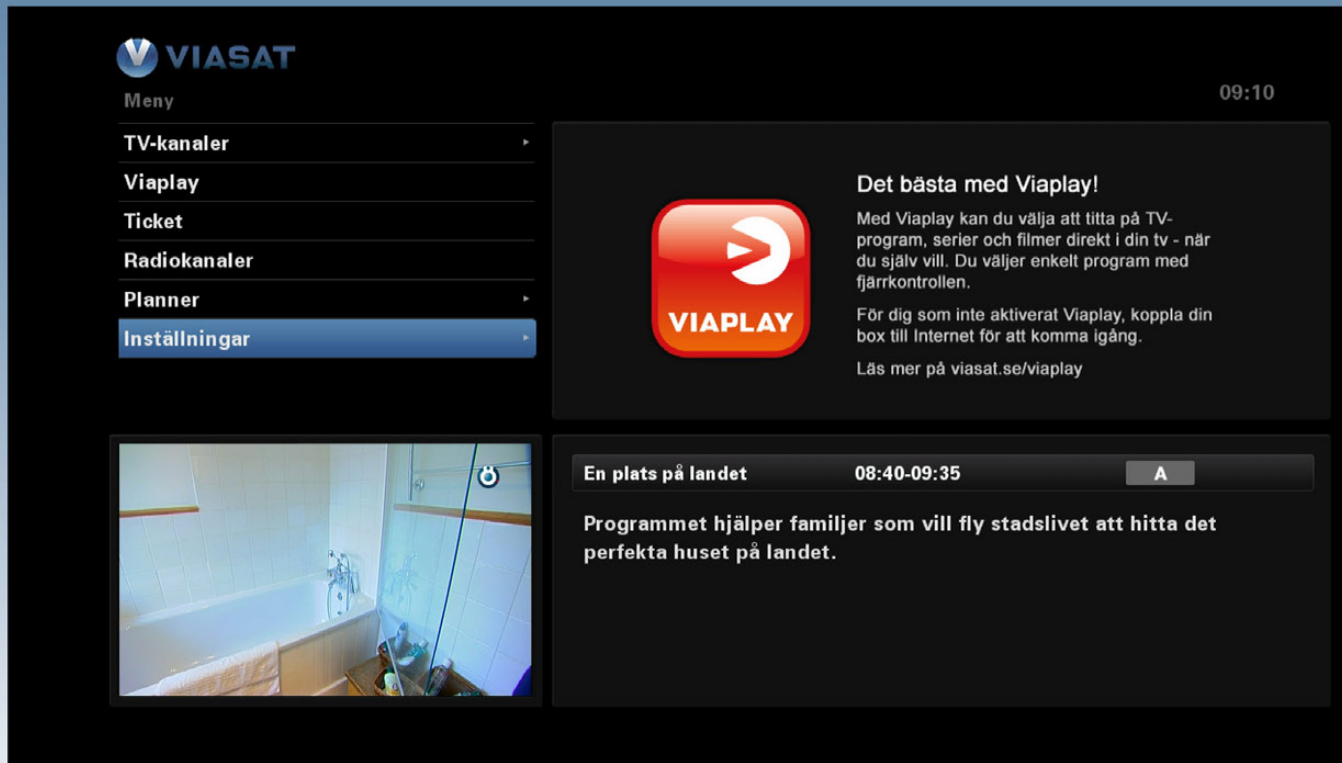 VIASAT
Meny
09:10
TV-kanaler
Viaplay
Ticket
Radiokanaler
Planner
Inställningar
VIAPLAY
Det bästa med Viaplay!
Med Viaplay kan du välja att titta på TV-
program, serier och filmer direkt i din tv - när
du själv vill. Du väljer enkelt program med
fjärrkontrollen.
För dig som inte aktiverat Viaplay, koppla din
box till Internet för att komma igång.
Läs mer på viasat.se/viaplay
En plats på landet 08:40-09:35 A
Programmet hjälper familjer som vill fly stadslivet att hitta det
perfekta huset på landet.